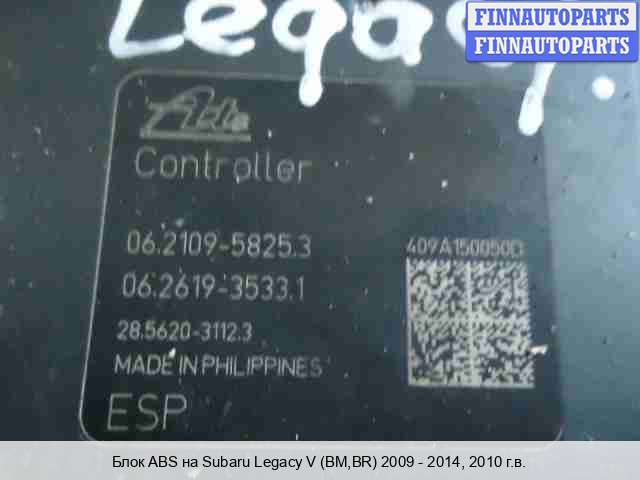 FINNAUTOPARTS
FINNAUTOPARTS
Legacy.
Ate
Controller
06.2109-5825.3
409A150050D
06.2619-3533.1
28.5620-3112.3
MADE IN PHILIPPINES
ESP
Блок ABS на Subaru Legacy V (BM,BR) 2009 - 2014, 2010 г.в.